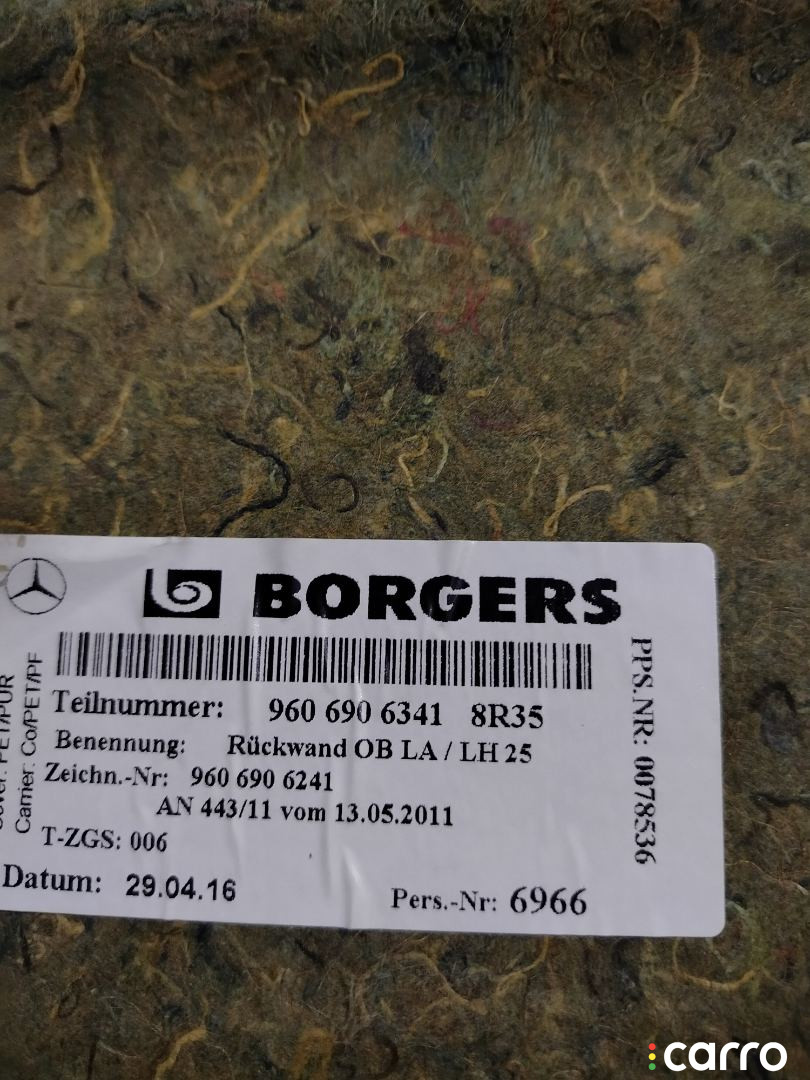 BORGERS
Teilnummer: 960 690 6341 8R35
Benennung: Rückwand OB LA / LH 25
Zeichn.-Nr: 960 690 6241
AN 443/11 vom 13.05.2011
T-ZGS: 006
Datum: 29.04.16 Pers.-Nr: 6966
PPS.NR: 0078536
PET/PUR
Carrier: Co/PET/PF
carro